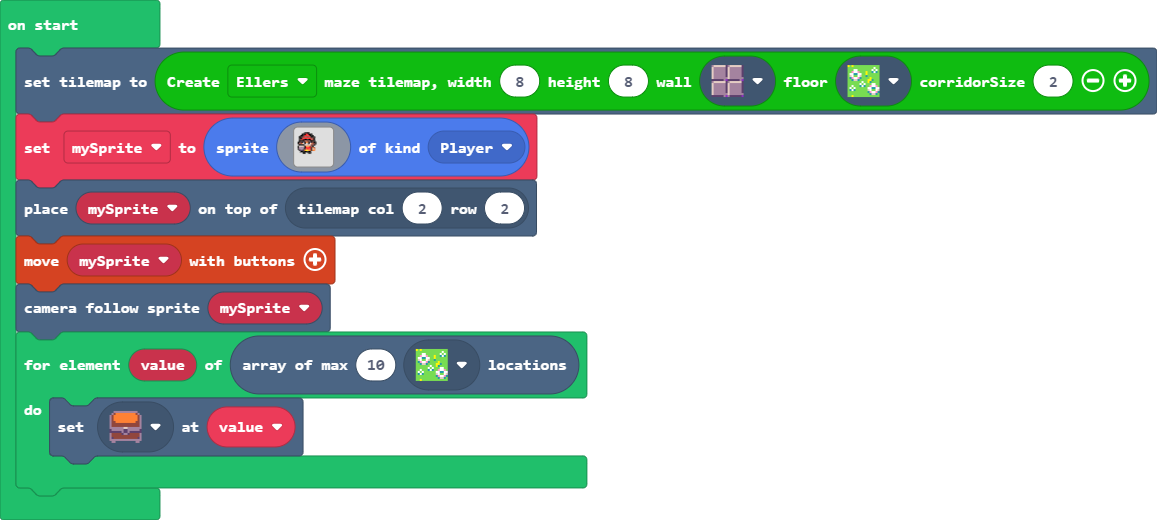 on start
set tilemap to Create Ellers maze tilemap, width 8 height 8 wall floor corridorSize 2
set mySprite to sprite of kind Player
place mySprite on top of tilemap col 2 row 2
move mySprite with buttons
camera follow sprite mySprite
for element value of array of max 10 locations
do
set at value